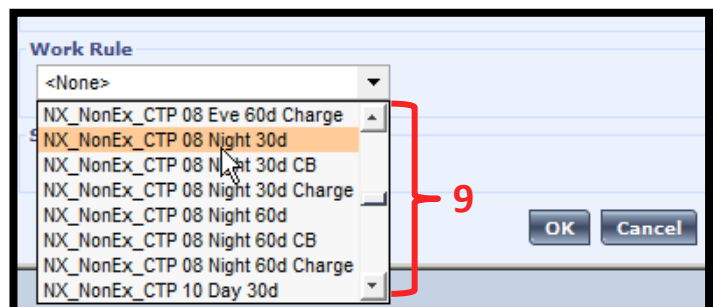 Work Rule
<None>
NX_NonEx_CTP 08 Eve 60d Charge
S
NX_NonEx_CTP 08 Night 30d
NX_NonEx_CTP 08 Night 30d CB
NX_NonEx_CTP 08 Night 30d Charge
NX_NonEx_CTP 08 Night 60d
NX_NonEx_CTP 08 Night 60d CB
NX_NonEx_CTP 08 Night 60d Charge
NX_NonEx_CTP 10 Day 30d
9
OK Cancel